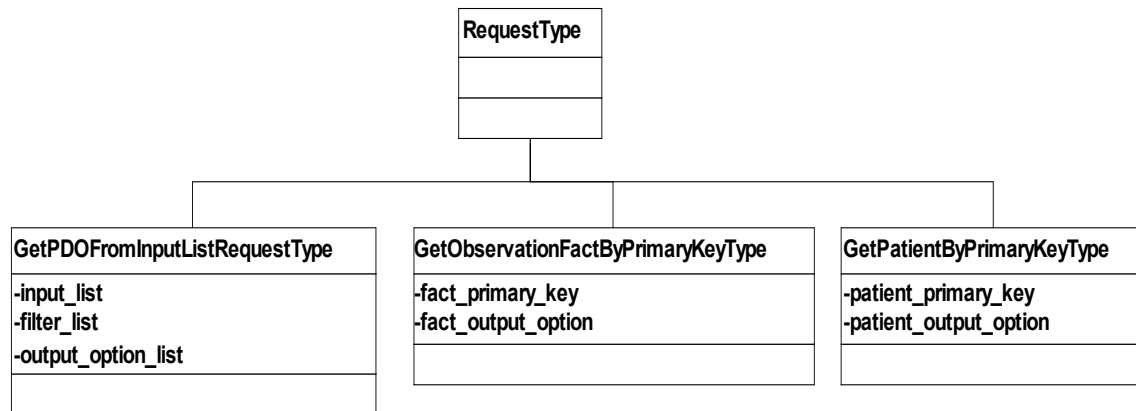 RequestType
GetPDOFromInputListRequestType
-input_list
-filter_list
-output_option_list
GetObservationFactByPrimaryKeyType
-fact_primary_key
-fact_output_option
GetPatientByPrimaryKeyType
-patient_primary_key
-patient_output_option